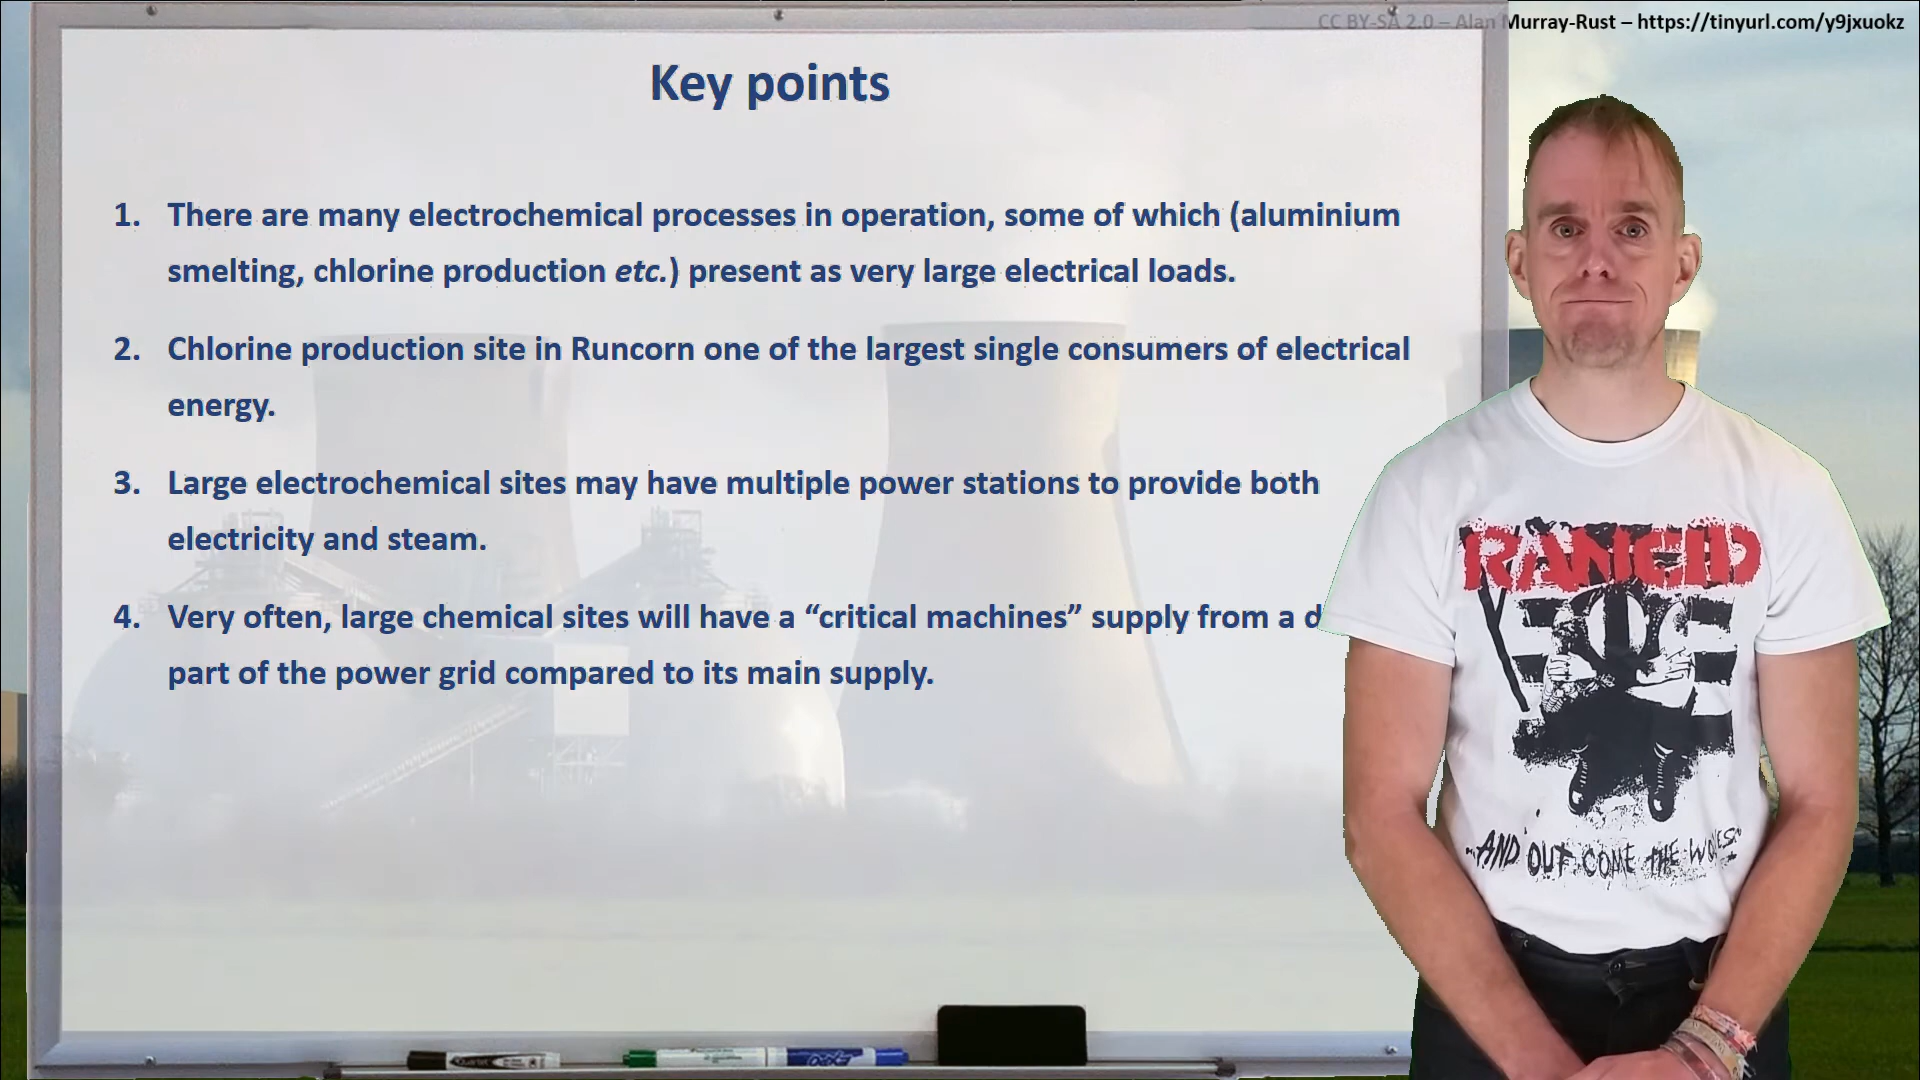 CC BY-SA 2.0 – Alan Murray-Rust – https://tinyurl.com/y9jxuokz
Key points
1. There are many electrochemical processes in operation, some of which (aluminium
smelting, chlorine production etc.) present as very large electrical loads.
2. Chlorine production site in Runcorn one of the largest single consumers of electrical
energy.
3. Large electrochemical sites may have multiple power stations to provide both
electricity and steam.
4. Very often, large chemical sites will have a “critical machines” supply from a d
part of the power grid compared to its main supply.
RANCID
...AND OUT COME THE WOLVES